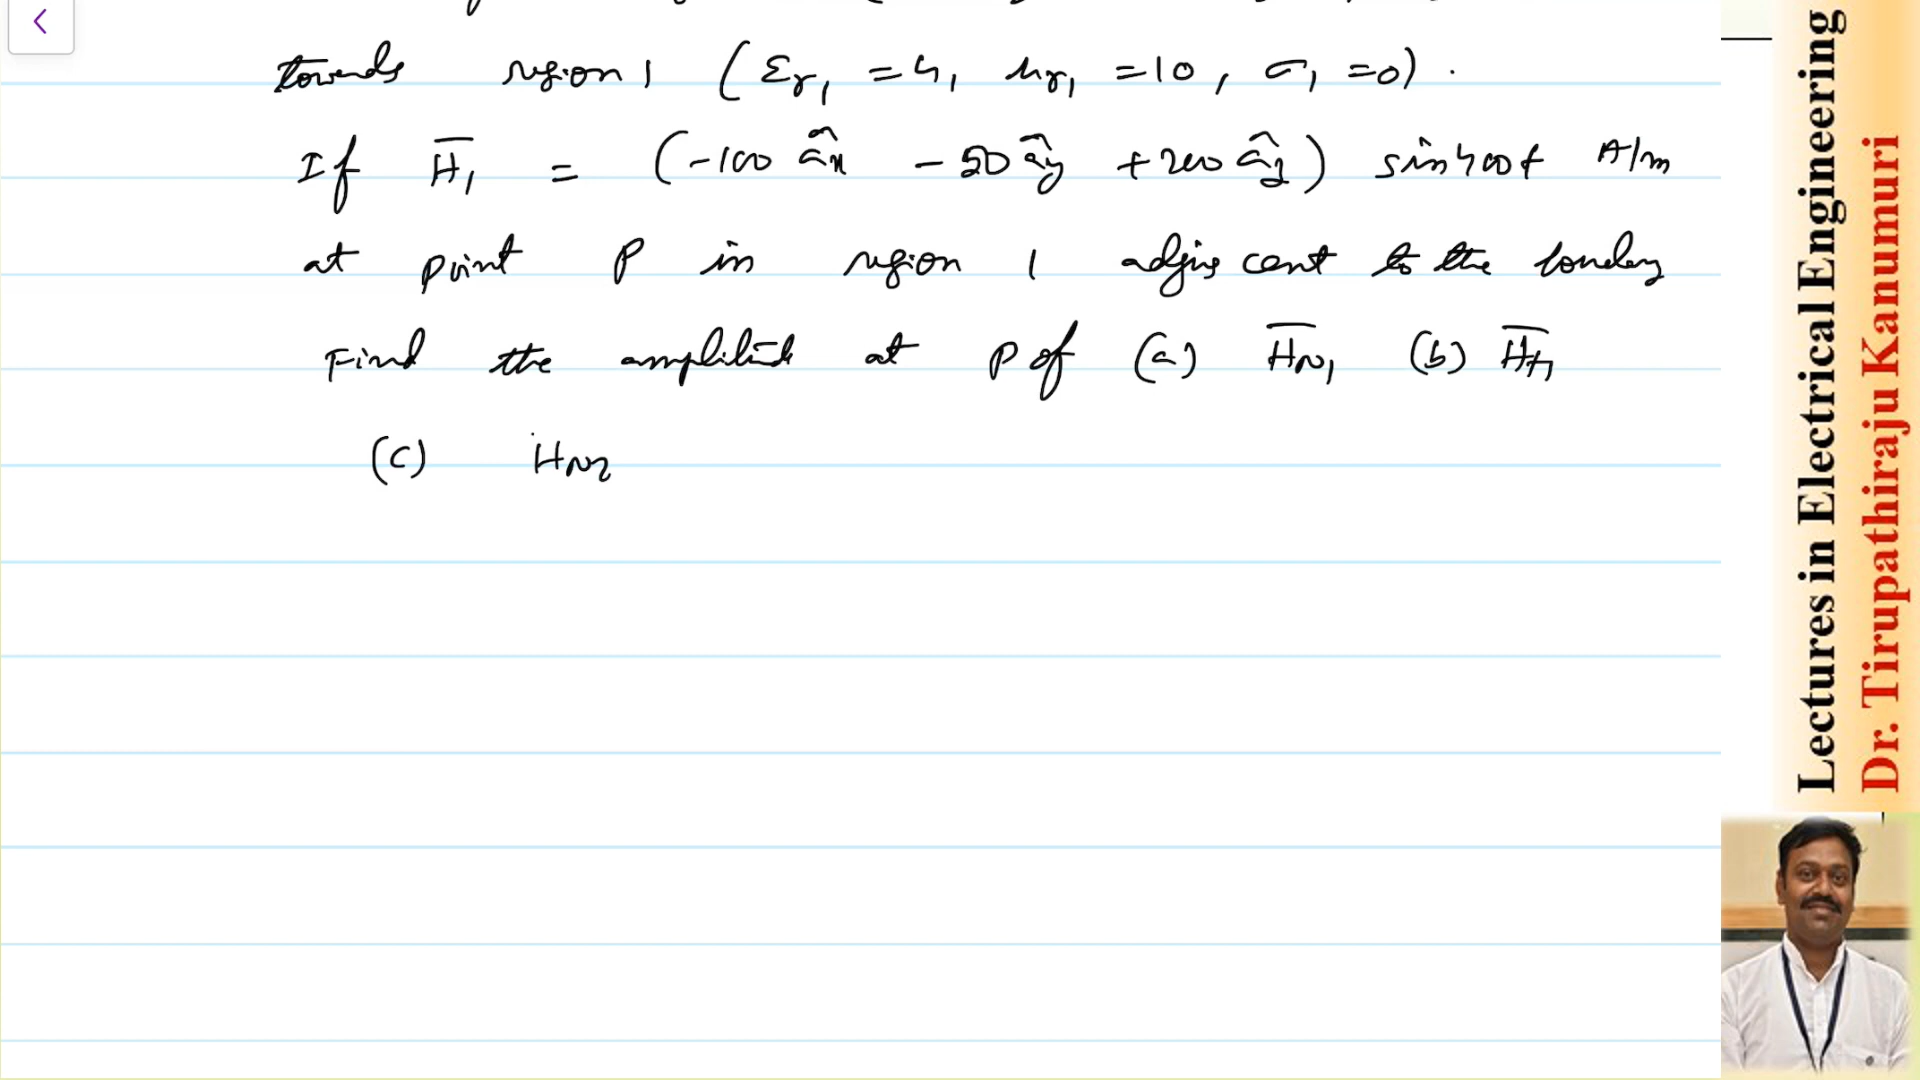 towards region 1 (εr1 = 4, μr1 = 10, σ1 = 0).
If H̄1 = (-100 âx - 50 ây + 200 âz) sin 400t A/m
at point P in region 1 adjacent to the
Find the amplitude at P of (a) H̄N1 (b) H̄t1
(c) HN2
Lectures in Electrical Engineering
Dr. Tirupathiraju Kanumuri